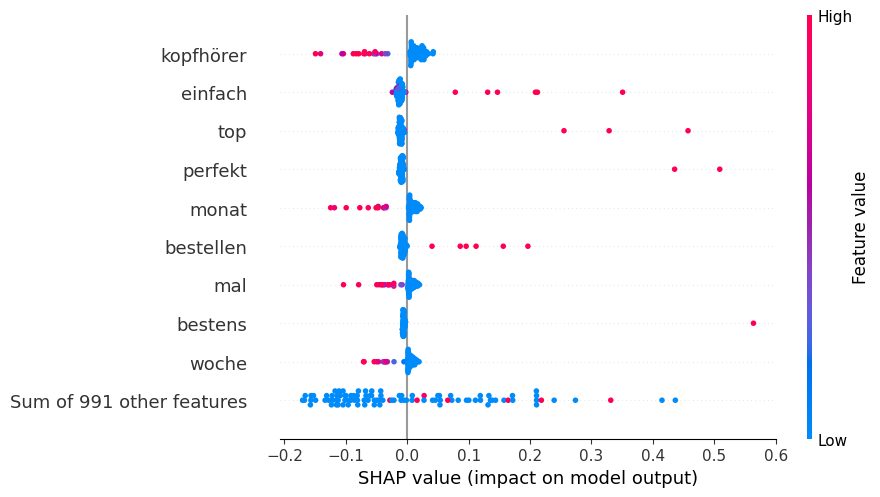 High
kopfhörer
einfach
top
perfekt
monat
bestellen
mal
bestens
woche
Sum of 991 other features
Feature value
Low
−0.2 −0.1 0.0 0.1 0.2 0.3 0.4 0.5 0.6
SHAP value (impact on model output)